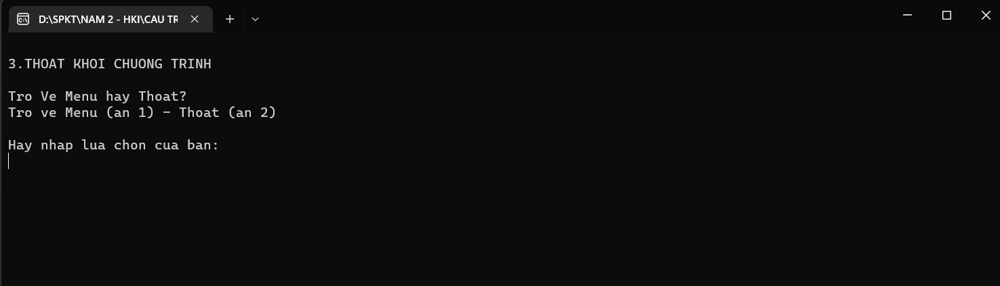 D:\SPKT\NAM 2 - HKI\CAU TR
3.THOAT KHOI CHUONG TRINH
Tro Ve Menu hay Thoat?
Tro ve Menu (an 1) - Thoat (an 2)
Hay nhap lua chon cua ban: